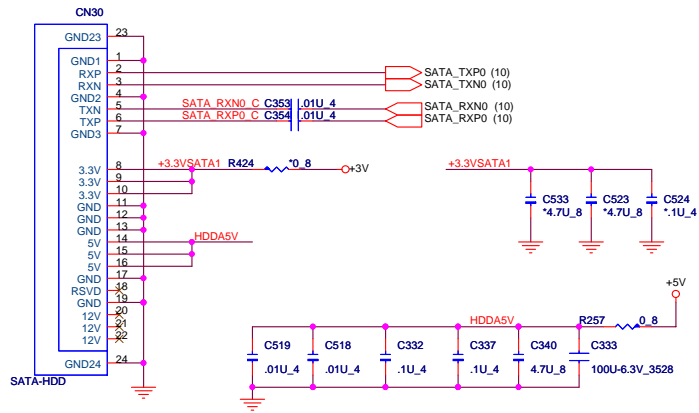 CN30
GND23 23
GND1 1
RXP 2 SATA_TXP0 (10)
RXN 3 SATA_TXN0 (10)
GND2 4
TXN 5 SATA_RXN0_C C353 .01U_4 SATA_RXN0 (10)
TXP 6 SATA_RXP0_C C354 .01U_4 SATA_RXP0 (10)
GND3 7
3.3V 8 +3.3VSATA1 R424 *0_8 +3V +3.3VSATA1
3.3V 9
3.3V 10
GND 11 C533 C523 C524
GND 12 *4.7U_8 *4.7U_8 *.1U_4
GND 13
5V 14 HDDA5V
5V 15
5V 16
GND 17
RSVD 18 +5V
GND 19
12V 20
12V 21 HDDA5V R257 0_8
12V 22
C519 C518 C332 C337 C340 C333
GND24 24 .01U_4 .01U_4 .1U_4 .1U_4 4.7U_8 100U-6.3V_3528
SATA-HDD